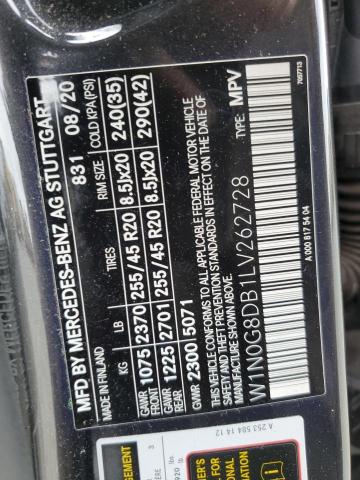 MFD BY MERCEDES-BENZ AG STUTTGART
MADE IN FINLAND 831 08/20
KG LB TIRES RIM SIZE COLD KPA(PSI)
GAWR FRONT 1075 2370 255/45 R20 8.5Jx20 240(35)
GAWR 1225 2701 255/45 R20 8.5Jx20 290(42)
GVWR 2300 5071
THIS VEHICLE CONFORMS TO ALL APPLICABLE FEDERAL MOTOR VEHICLE
SAFETY AND THEFT PREVENTION STANDARDS IN EFFECT ON THE DATE OF
MANUFACTURE SHOWN ABOVE.
W1N0G8DB1LV262728 TYPE: MPV
A 000 817 54 04
7057713
A 253 584 14 12